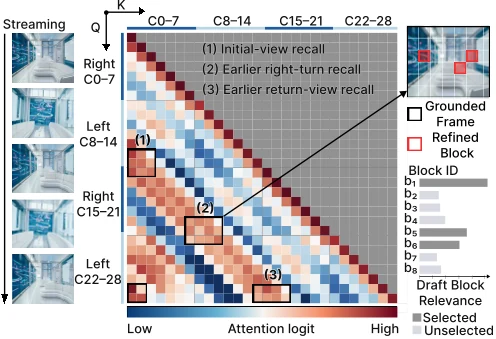 Streaming
K
Q
C0–7
C8–14
C15–21
C22–28
(1) Initial-view recall
(2) Earlier right-turn recall
(3) Earlier return-view recall
Right
C0–7
Left
C8–14
Right
C15–21
Left
C22–28
(1)
(2)
(3)
Low
Attention logit
High
Grounded
Frame
Refined
Block
Block ID
b1
b2
b3
b4
b5
b6
b7
b8
Draft Block
Relevance
Selected
Unselected